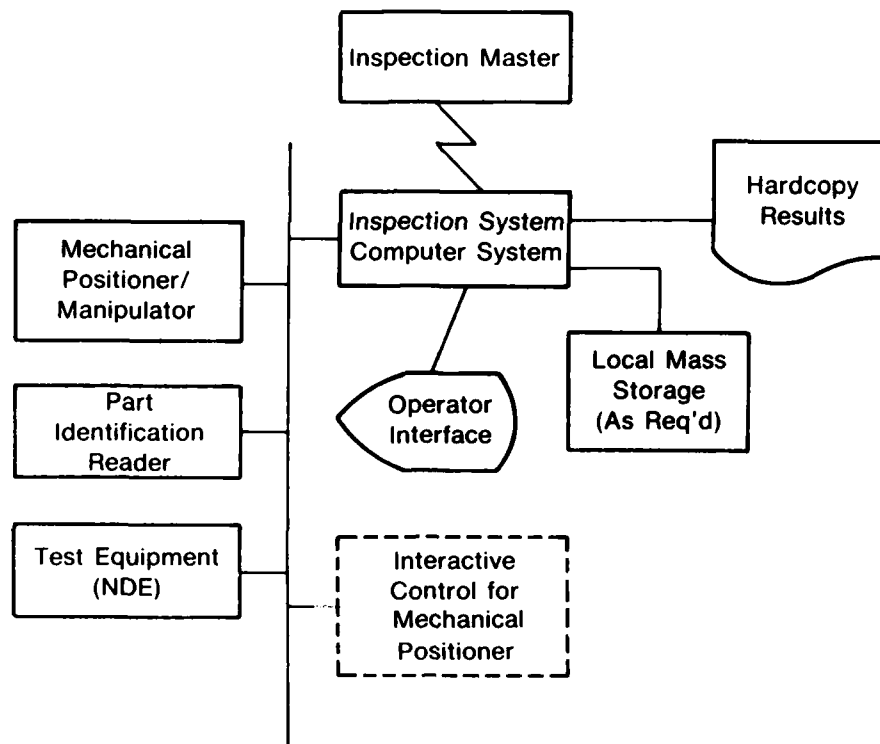 Inspection Master
Inspection System
Computer System
Hardcopy
Results
Mechanical
Positioner/
Manipulator
Local Mass
Storage
(As Req'd)
Part
Identification
Reader
Operator
Interface
Test Equipment
(NDE)
Interactive
Control for
Mechanical
Positioner